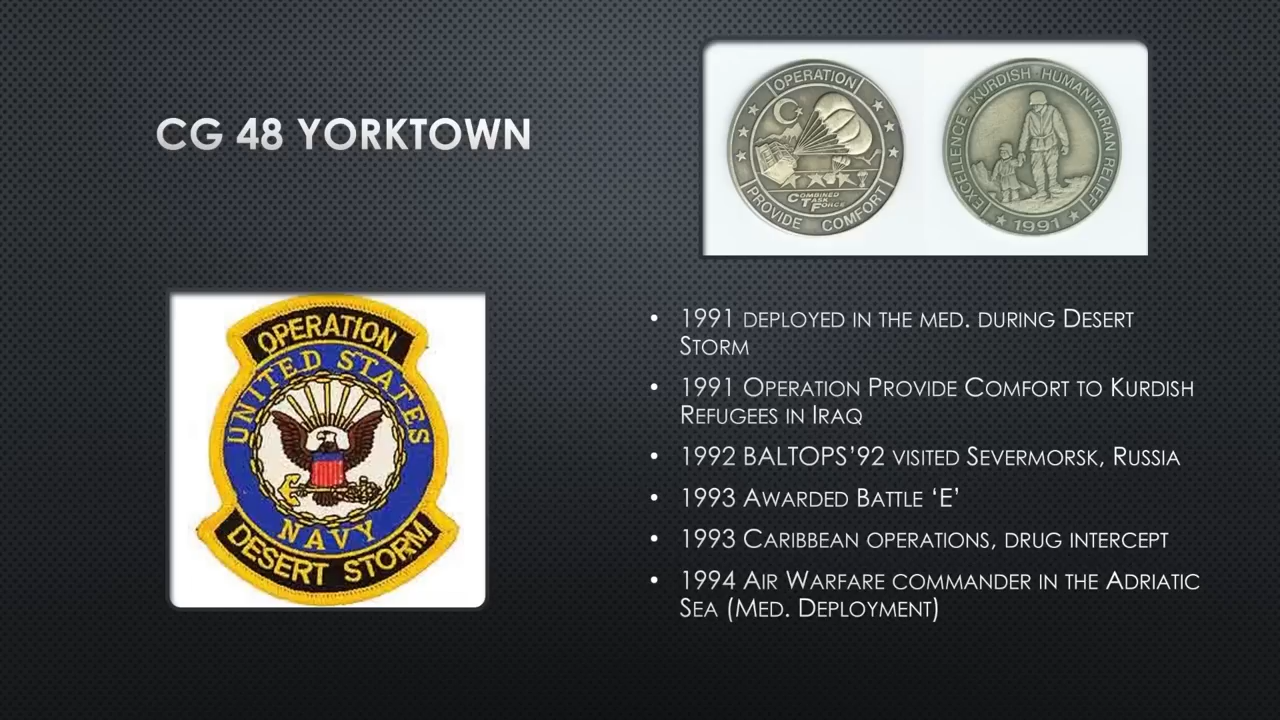 CG 48 YORKTOWN
OPERATION
PROVIDE COMFORT
COMBINED
TASK
FORCE
EXCELLENCE - KURDISH HUMANITARIAN RELIEF
1991
OPERATION
UNITED STATES
NAVY
DESERT STORM
• 1991 DEPLOYED IN THE MED. DURING DESERT
STORM
• 1991 OPERATION PROVIDE COMFORT TO KURDISH
REFUGEES IN IRAQ
• 1992 BALTOPS’92 VISITED SEVERMORSK, RUSSIA
• 1993 AWARDED BATTLE ‘E’
• 1993 CARIBBEAN OPERATIONS, DRUG INTERCEPT
• 1994 AIR WARFARE COMMANDER IN THE ADRIATIC
SEA (MED. DEPLOYMENT)